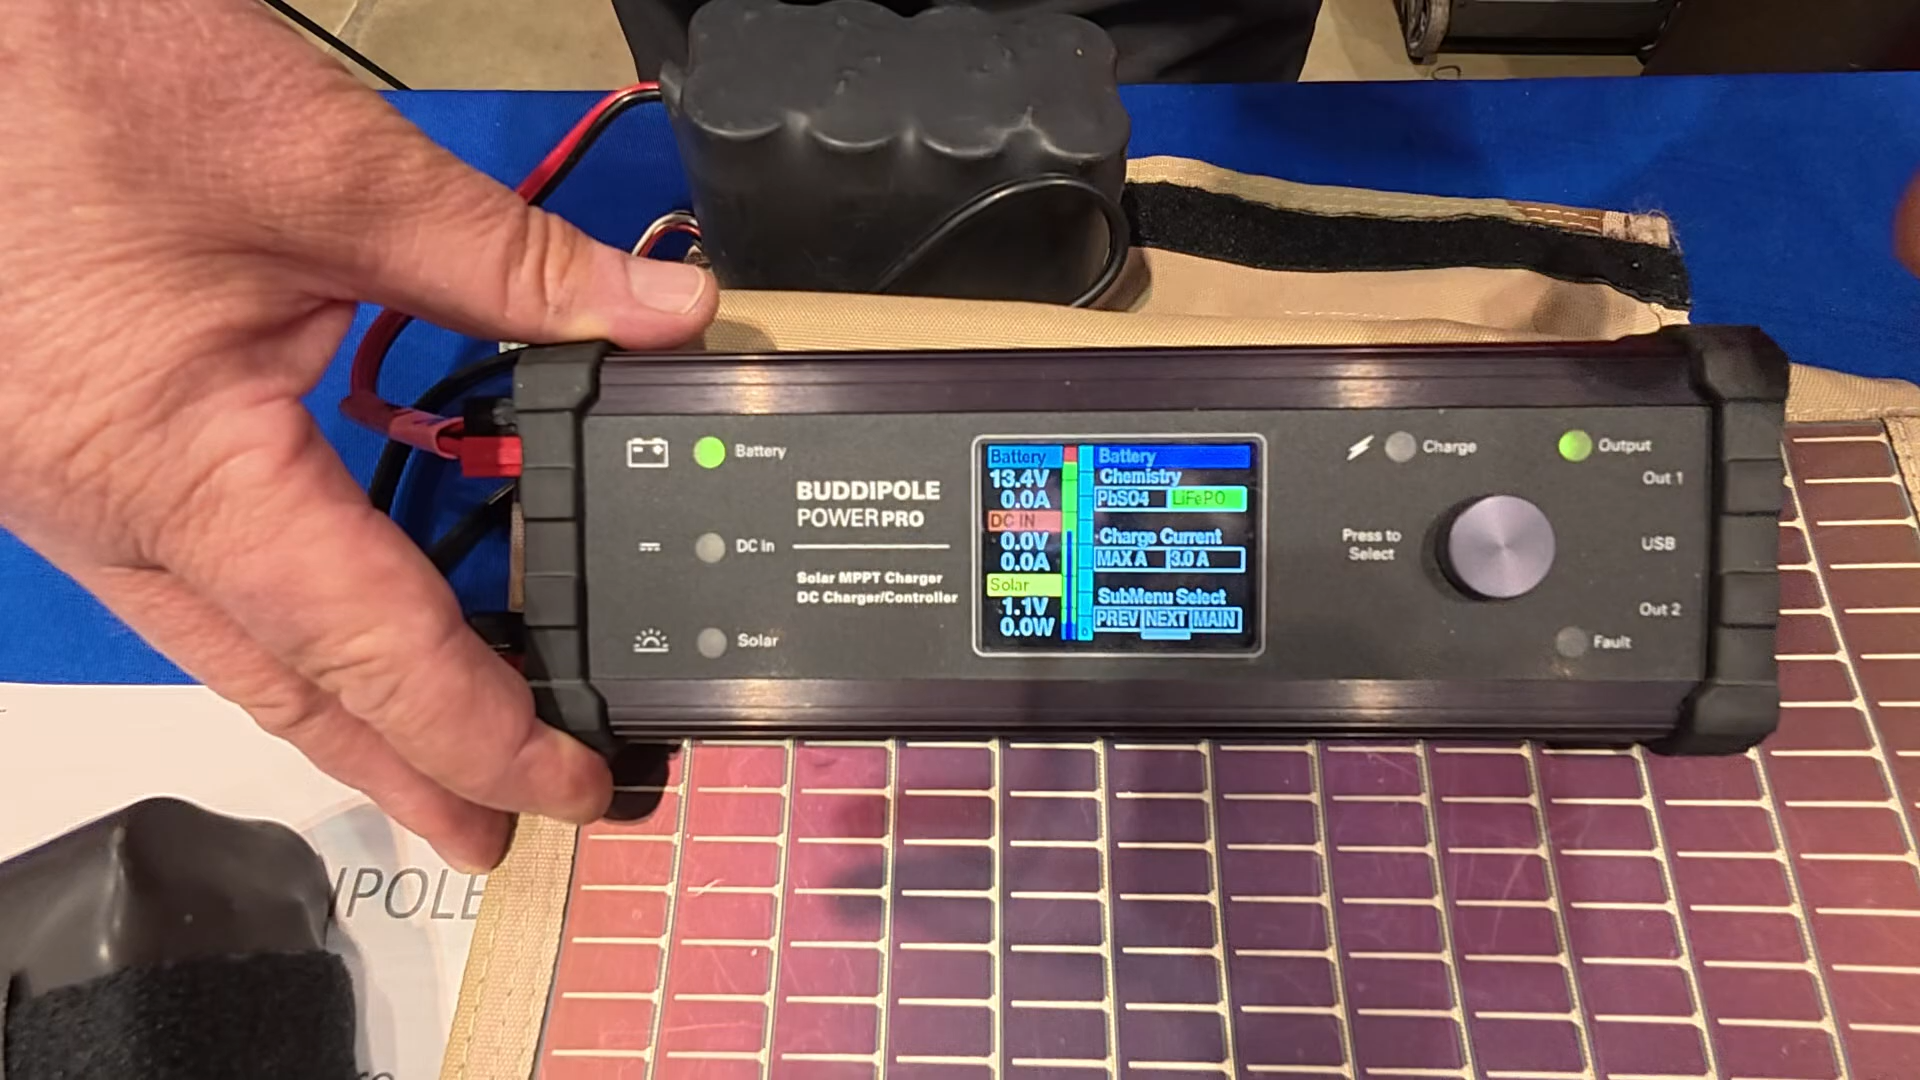 Battery
BUDDIPOLE
POWERPRO
DC In
Solar MPPT Charger
DC Charger/Controller
Solar
Battery
13.4V
0.0A
DC IN
0.0V
0.0A
Solar
1.1V
0.0W
Battery
Chemistry
PbSO4 LiFePO
Charge Current
MAX A 3.0 A
SubMenu Select
PREV NEXT MAIN
0
Charge
Output
Out 1
Press to
Select
USB
Out 2
Fault
IPOLE